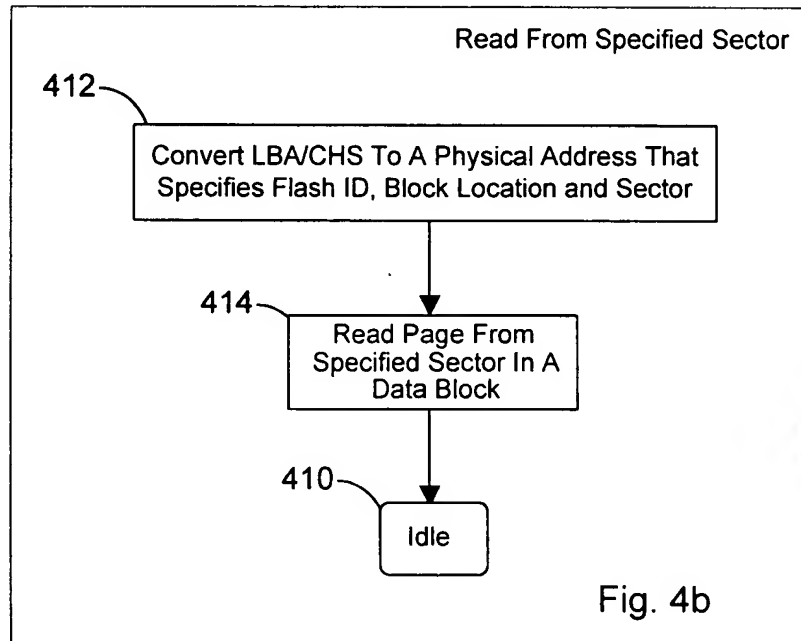 Read From Specified Sector
412
Convert LBA/CHS To A Physical Address That
Specifies Flash ID, Block Location and Sector
414
Read Page From
Specified Sector In A
Data Block
410
Idle
Fig. 4b